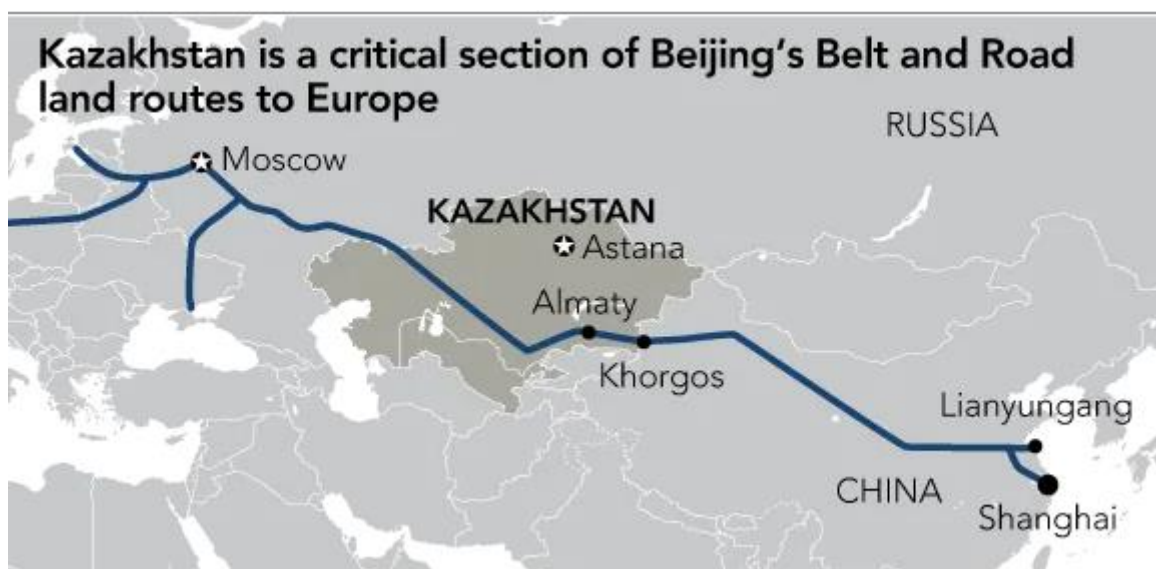 Kazakhstan is a critical section of Beijing's Belt and Road
land routes to Europe
RUSSIA
Moscow
KAZAKHSTAN
Astana
Almaty
Khorgos
Lianyungang
CHINA
Shanghai